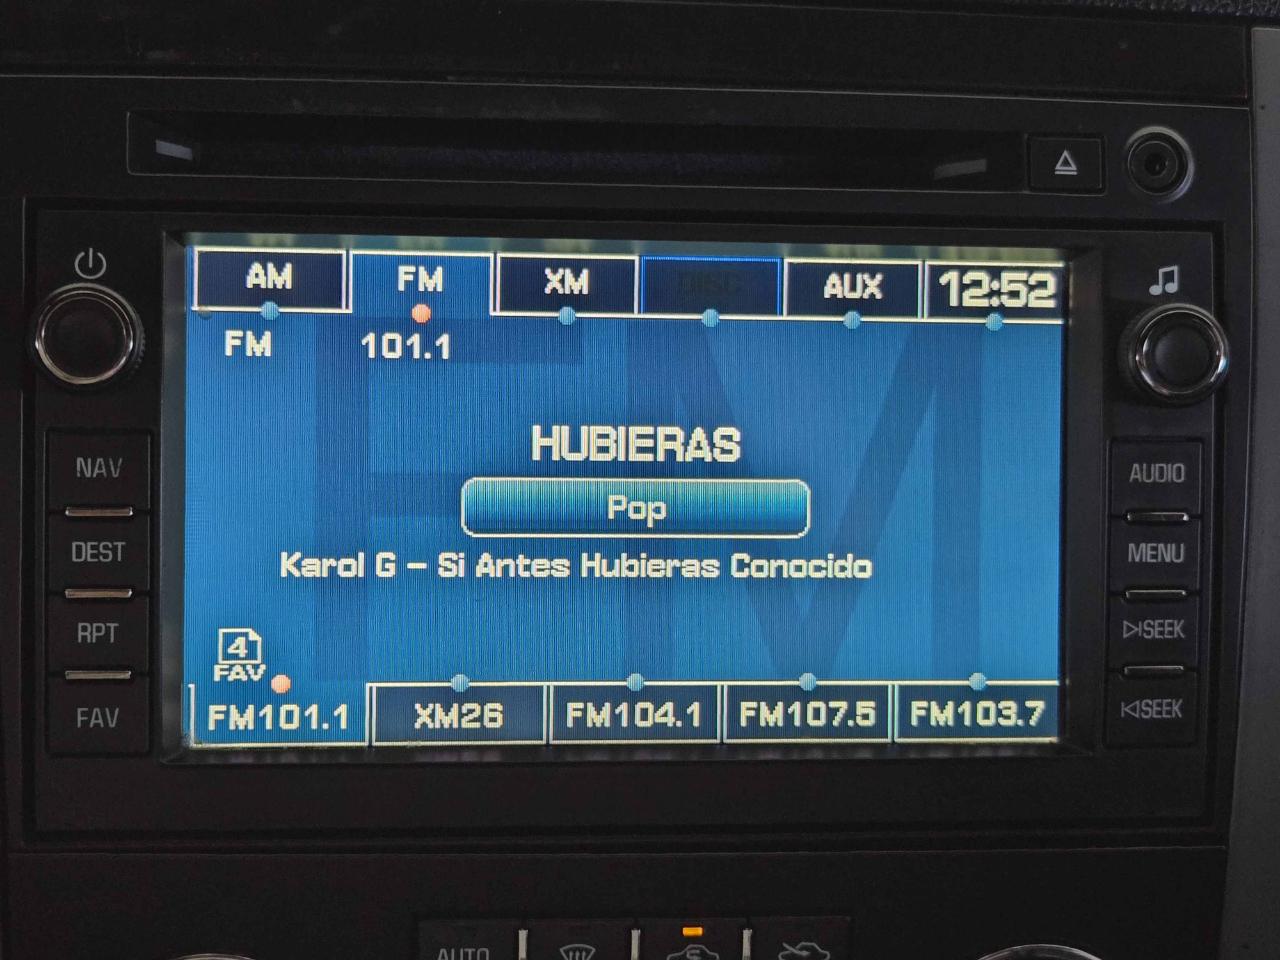 AM FM XM DISC AUX 12:52
FM 101.1
HUBIERAS
Pop
Karol G - Si Antes Hubieras Conocido
4
FAV
FM101.1 XM26 FM104.1 FM107.5 FM103.7
NAV
DEST
RPT
FAV
AUDIO
MENU
SEEK
SEEK
AUTO